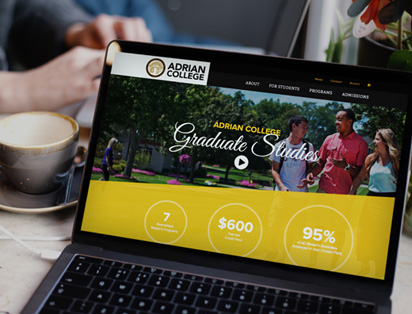 ADRIAN
COLLEGE
ABOUT FOR STUDENTS PROGRAMS ADMISSIONS
ADRIAN COLLEGE
Graduate Studies
7
$600
95%